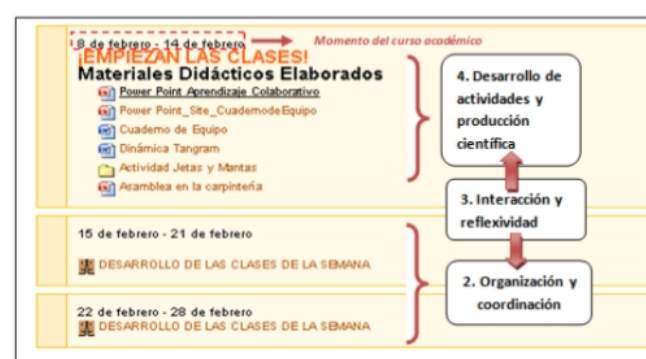 8 de febrero - 14 de febrero
Momento del curso académico
¡EMPIEZAN LAS CLASES!
Materiales Didácticos Elaborados
Power Point Aprendizaje Colaborativo
Power Point_Site_CuadernodeEquipo
Cuaderno de Equipo
Dinámica Tangram
Actividad Jetas y Mantas
Asamblea en la carpintería
4. Desarrollo de
actividades y
producción
científica
3. Interacción y
reflexividad
15 de febrero - 21 de febrero
DESARROLLO DE LAS CLASES DE LA SEMANA
2. Organización y
coordinación
22 de febrero - 28 de febrero
DESARROLLO DE LAS CLASES DE LA SEMANA